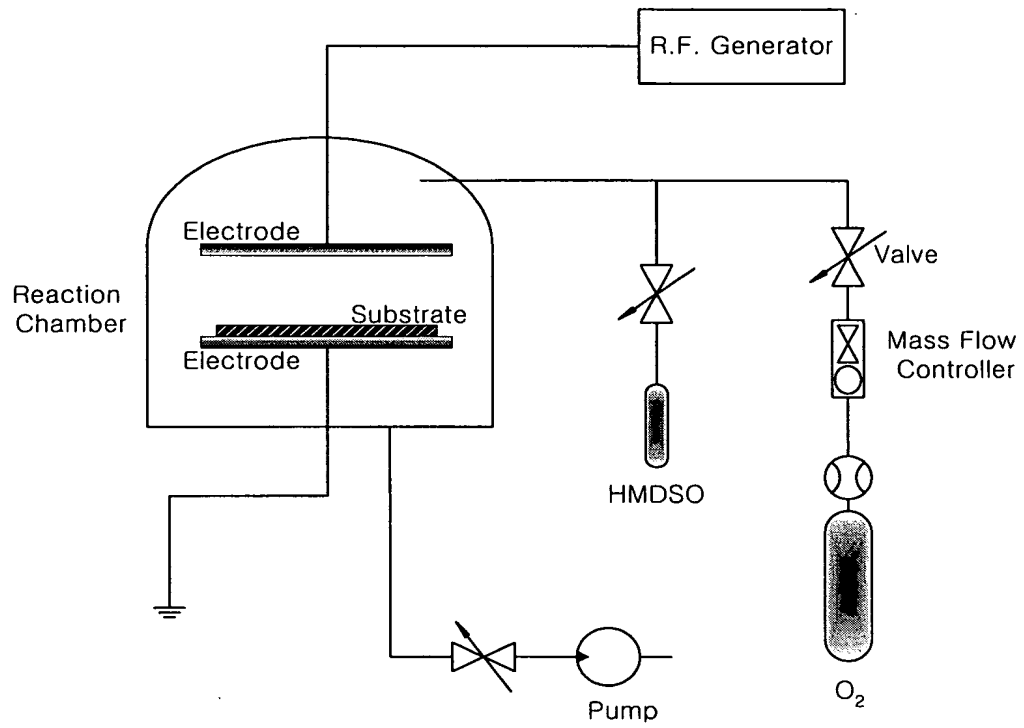 R.F. Generator
Electrode
Valve
Reaction
Chamber
Substrate
Electrode
Mass Flow
Controller
HMDSO
O₂
Pump